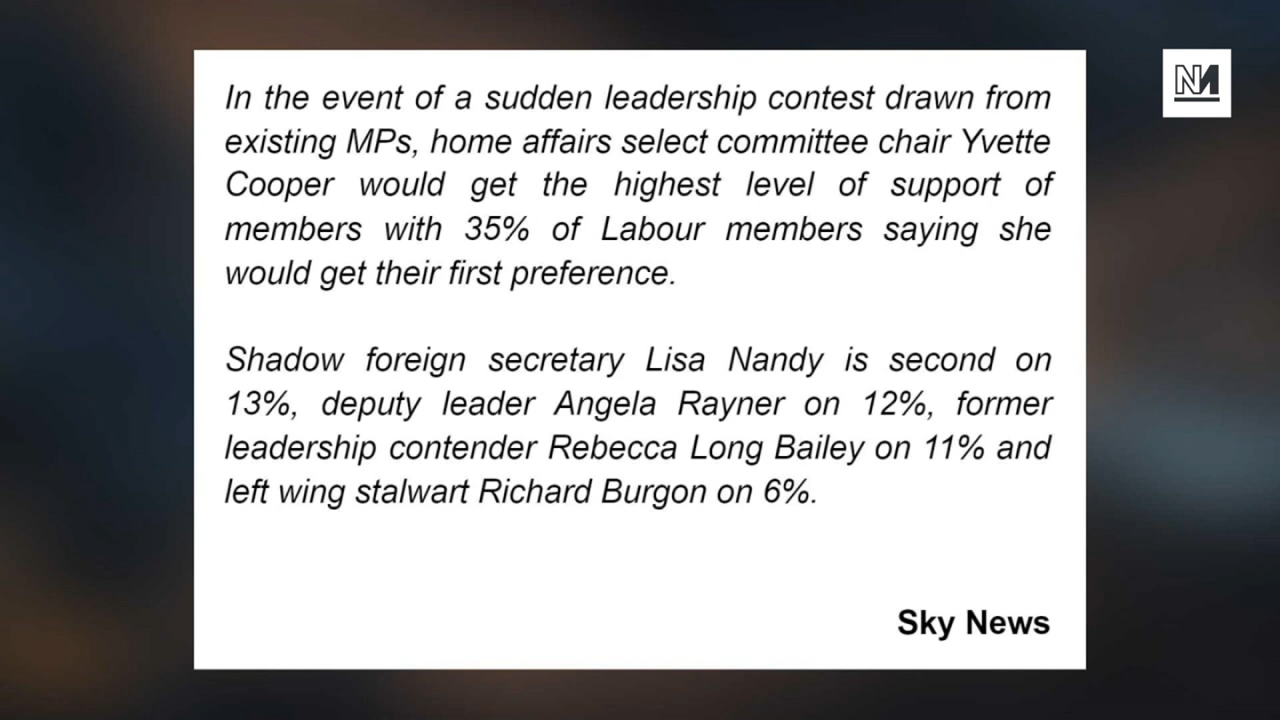 In the event of a sudden leadership contest drawn from
existing MPs, home affairs select committee chair Yvette
Cooper would get the highest level of support of
members with 35% of Labour members saying she
would get their first preference.
Shadow foreign secretary Lisa Nandy is second on
13%, deputy leader Angela Rayner on 12%, former
leadership contender Rebecca Long Bailey on 11% and
left wing stalwart Richard Burgon on 6%.
Sky News